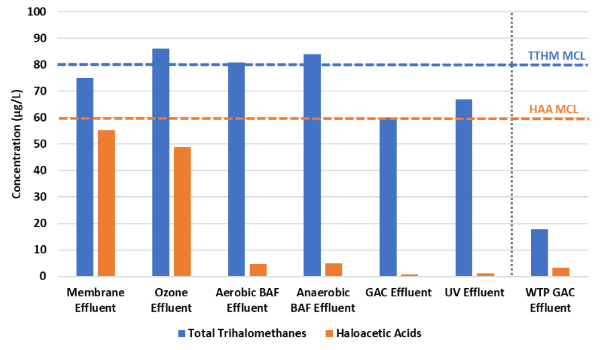 100
90
80
70
60
50
40
30
20
10
0
Concentration (µg/L)
TTHM MCL
HAA MCL
Membrane
Effluent
Ozone
Effluent
Aerobic BAF
Effluent
Anaerobic
BAF Effluent
GAC Effluent
UV Effluent
WTP GAC
Effluent
Total Trihalomethanes
Haloacetic Acids